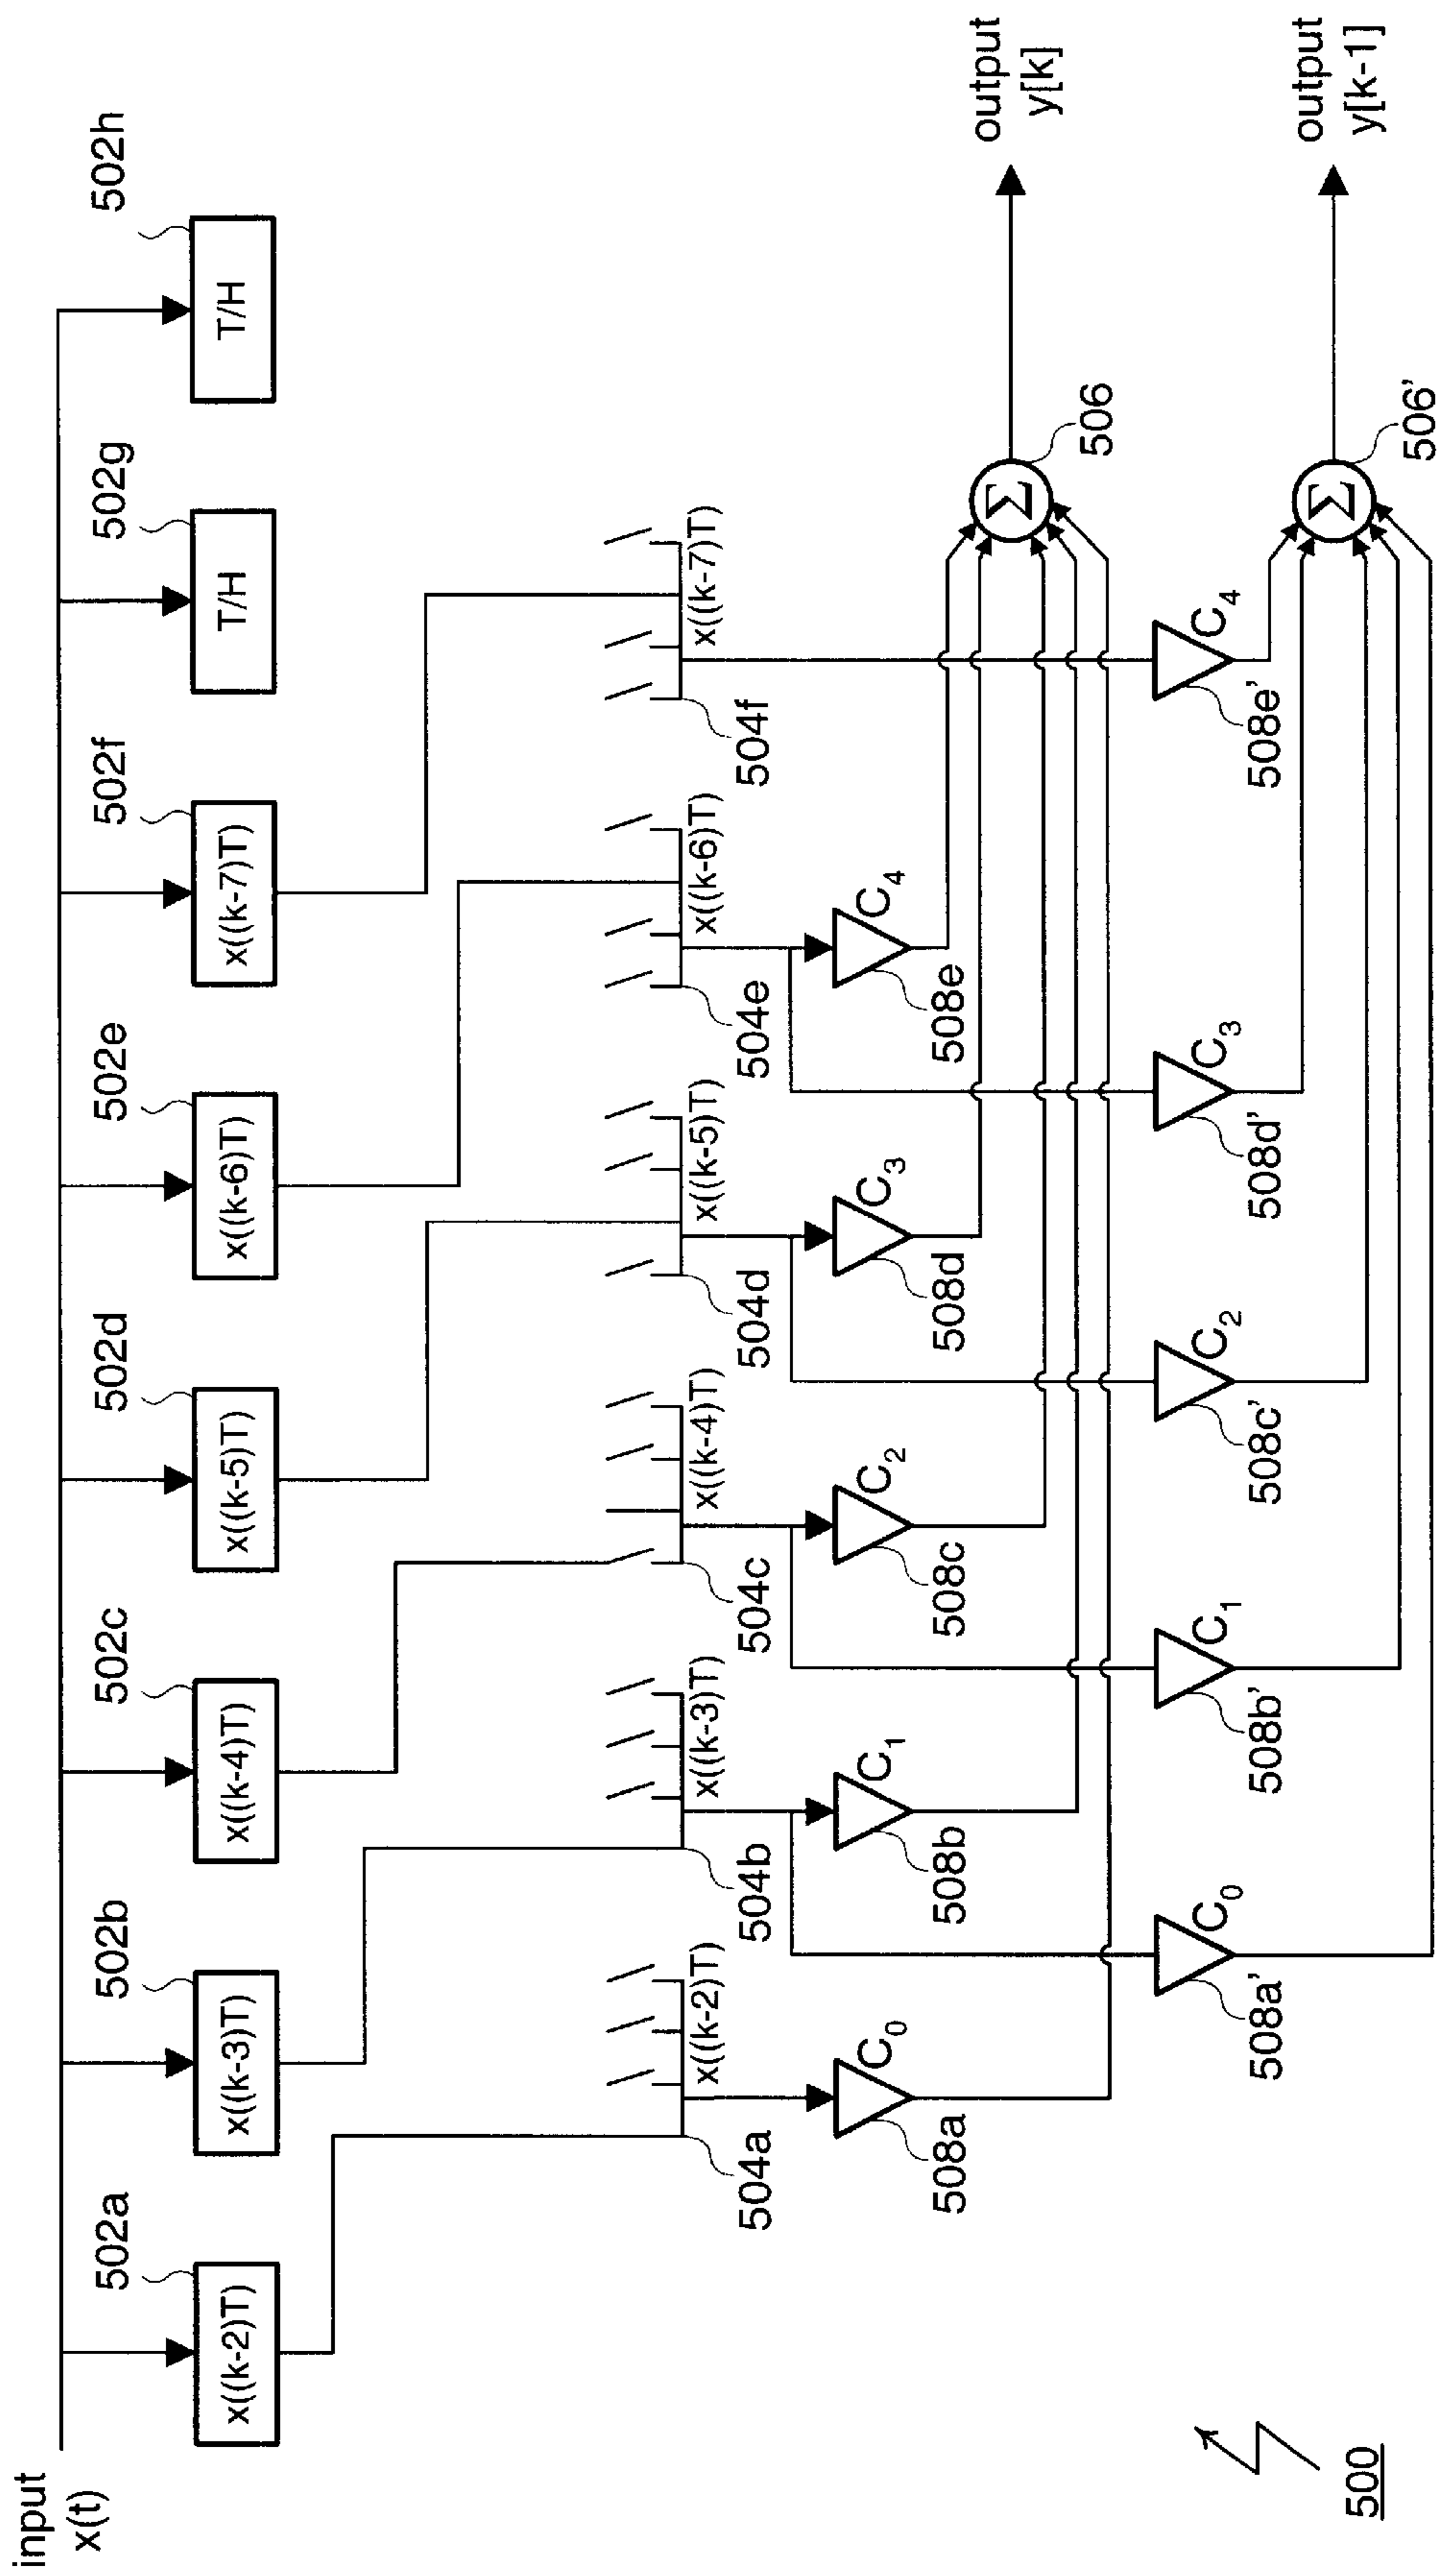 input
x(t)
502a
502b
502c
502d
502e
502f
502g
502h
x((k-2)T)
x((k-3)T)
x((k-4)T)
x((k-5)T)
x((k-6)T)
x((k-7)T)
T/H
T/H
x((k-2)T)
x((k-3)T)
x((k-4)T)
x((k-5)T)
x((k-6)T)
x((k-7)T)
504a
504b
504c
504d
504e
504f
C0
C1
C2
C3
C4
508a
508b
508c
508d
508e
Σ
506
output
y[k]
C0
C1
C2
C3
C4
508a'
508b'
508c'
508d'
508e'
Σ
506'
output
y[k-1]
500